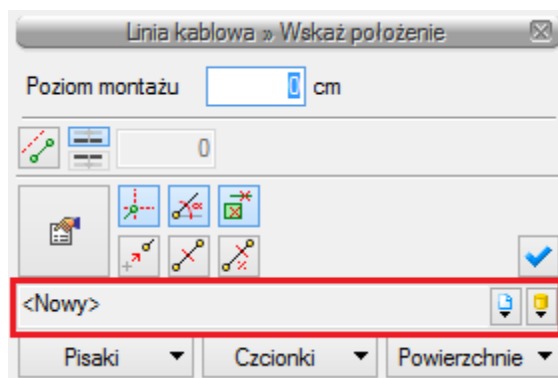 Linia kablowa » Wskaż położenie
Poziom montażu 0 cm
0
<Nowy>
Pisaki Czcionki Powierzchnie